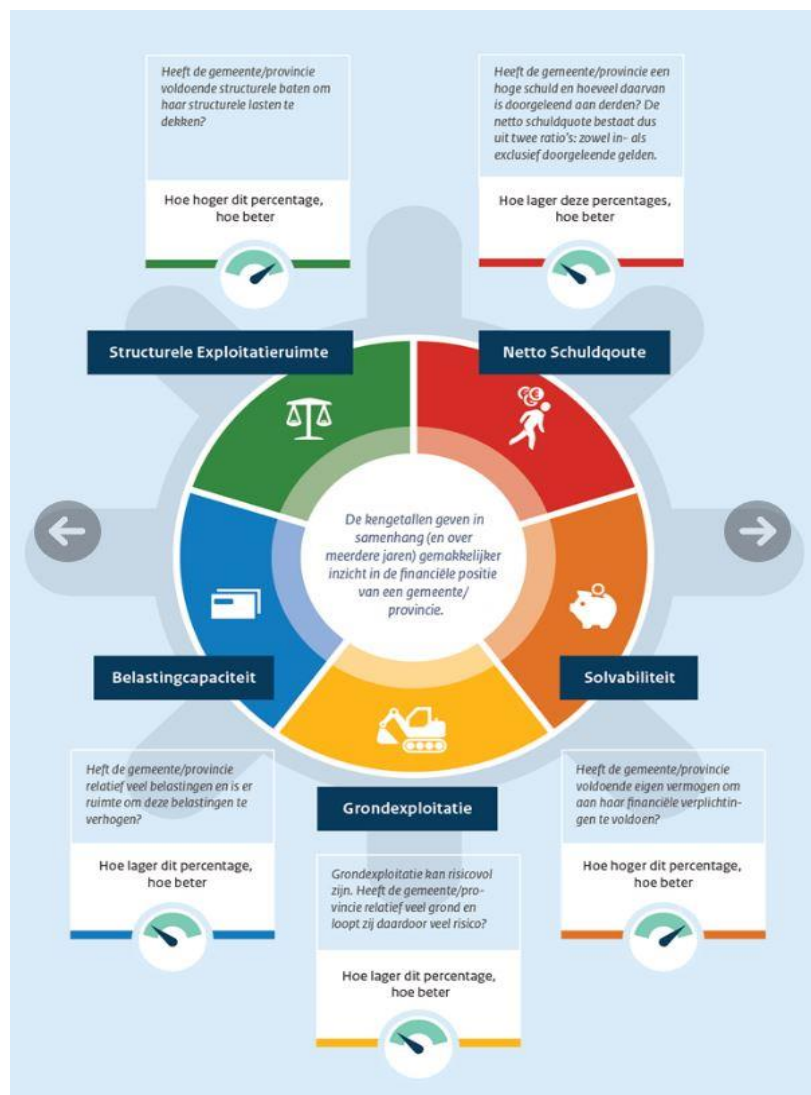 Heeft de gemeente/provincie
voldoende structurele baten om
haar structurele lasten te
dekken?
Hoe hoger dit percentage,
hoe beter
Heeft de gemeente/provincie een
hoge schuld en hoeveel daarvan
is doorgeleend aan derden? De
netto schuldquote bestaat dus
uit twee ratio's: zowel in- als
exclusief doorgeleende gelden.
Hoe lager deze percentages,
hoe beter
Structurele Exploitatieruimte
Netto Schuldqoute
De kengetallen geven in
samenhang (en over
meerdere jaren) gemakkelijker
inzicht in de financiële positie
van een gemeente/
provincie.
Belastingcapaciteit
Solvabiliteit
Grondexploitatie
Heft de gemeente/provincie
relatief veel belastingen en is er
ruimte om deze belastingen te
verhogen?
Hoe lager dit percentage,
hoe beter
Grondexploitatie kan risicovol
zijn. Heeft de gemeente/pro-
vincie relatief veel grond en
loopt zij daardoor veel risico?
Hoe lager dit percentage,
hoe beter
Heeft de gemeente/provincie
voldoende eigen vermogen om
aan haar financiële verplichtin-
gen te voldoen?
Hoe hoger dit percentage,
hoe beter